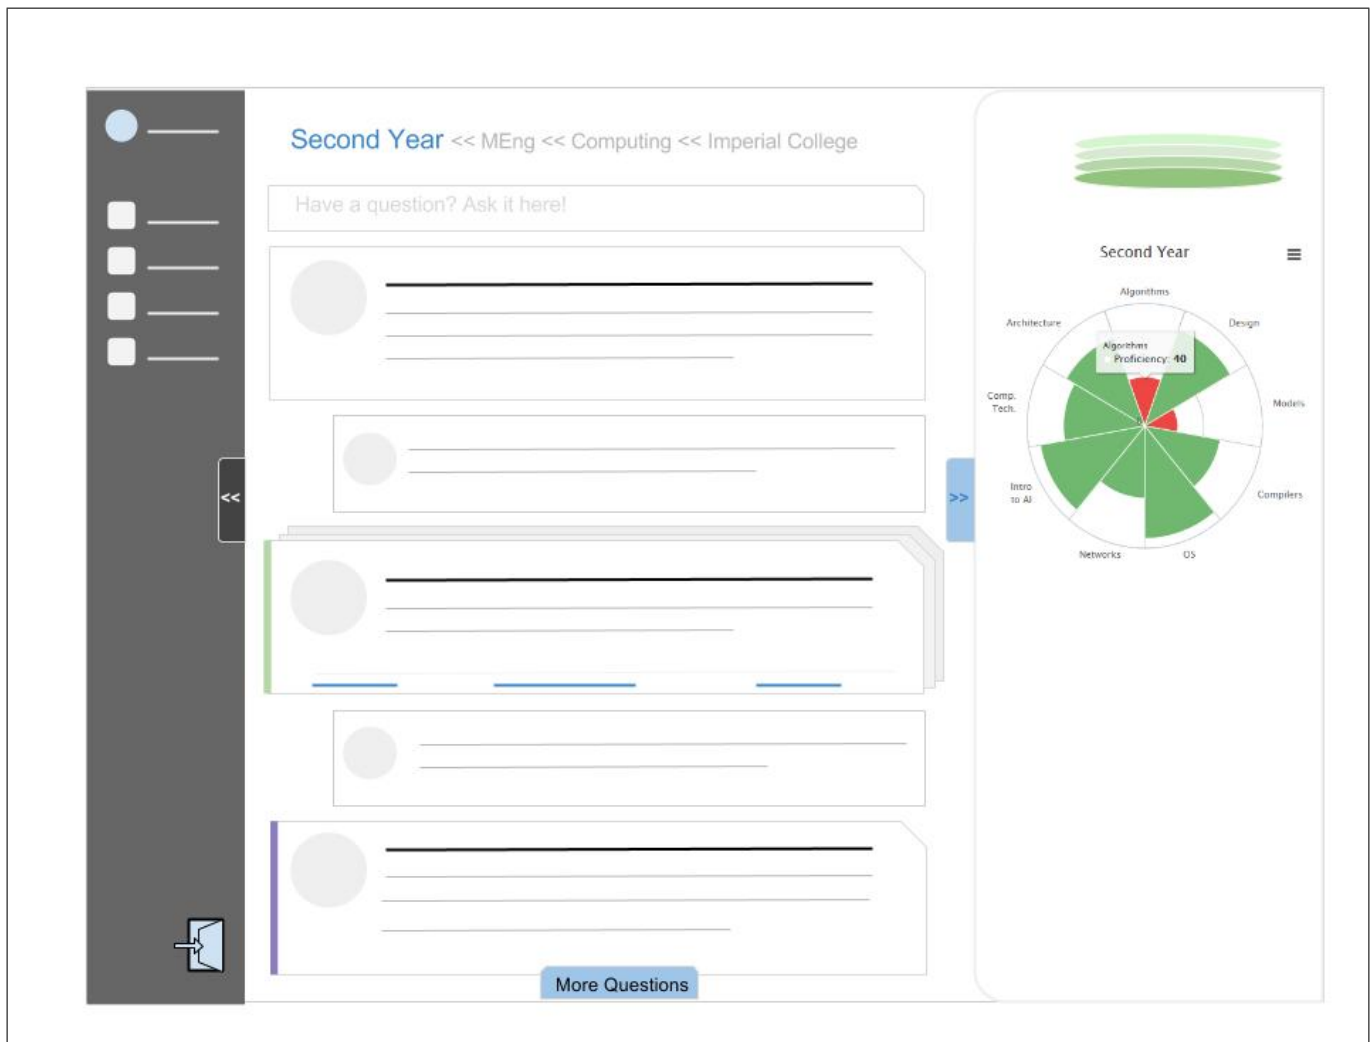 Second Year << MEng << Computing << Imperial College
Have a question? Ask it here!
<<
>>
More Questions
Second Year
Algorithms
Architecture
Design
Algorithms
Proficiency: 40
Comp.
Tech.
Models
Intro
to AI
Compilers
Networks
OS